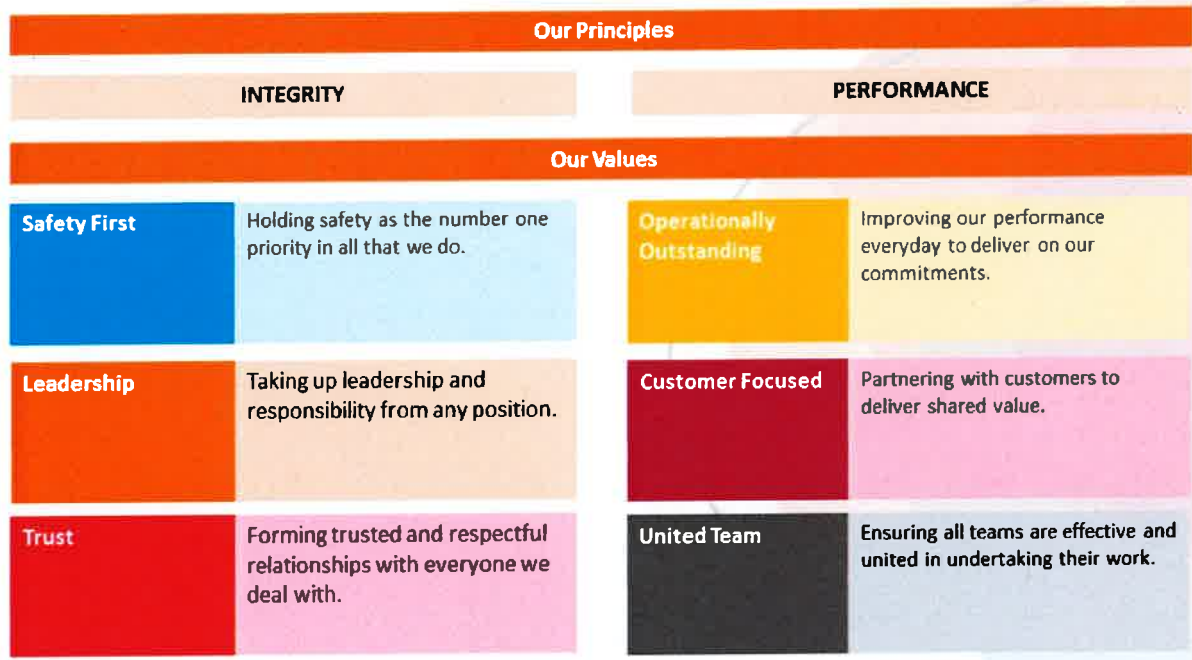 Our Principles
INTEGRITY
PERFORMANCE
Our Values
Safety First
Holding safety as the number one
priority in all that we do.
Operationally
Outstanding
Improving our performance
everyday to deliver on our
commitments.
Leadership
Taking up leadership and
responsibility from any position.
Customer Focused
Partnering with customers to
deliver shared value.
Trust
Forming trusted and respectful
relationships with everyone we
deal with.
United Team
Ensuring all teams are effective and
united in undertaking their work.